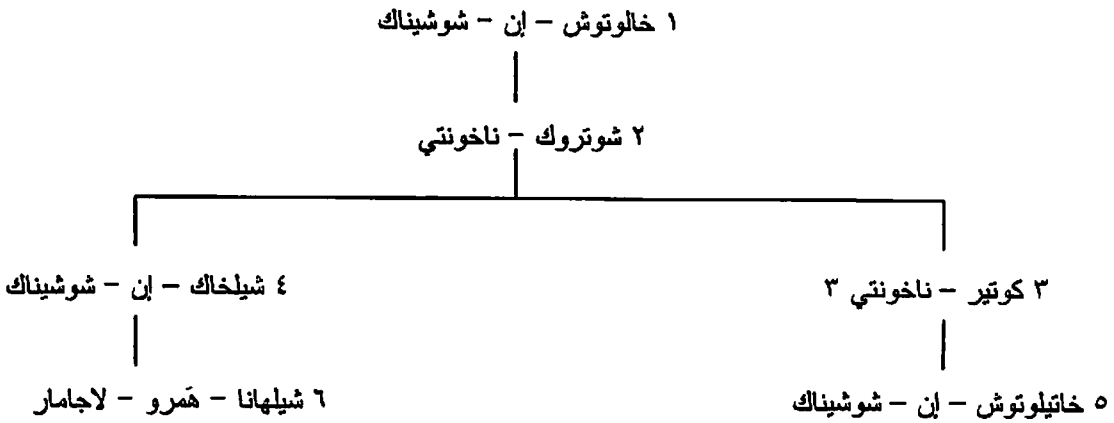 ١ خالوتوش – إن – شوشيناك
٢ شوتروك – ناخونتي
٣ كوتير – ناخونتي ٣
٤ شيلخاك – إن – شوشيناك
٥ خاتيلوتوش – إن – شوشيناك
٦ شيلهانا – هَمرو – لاجامار